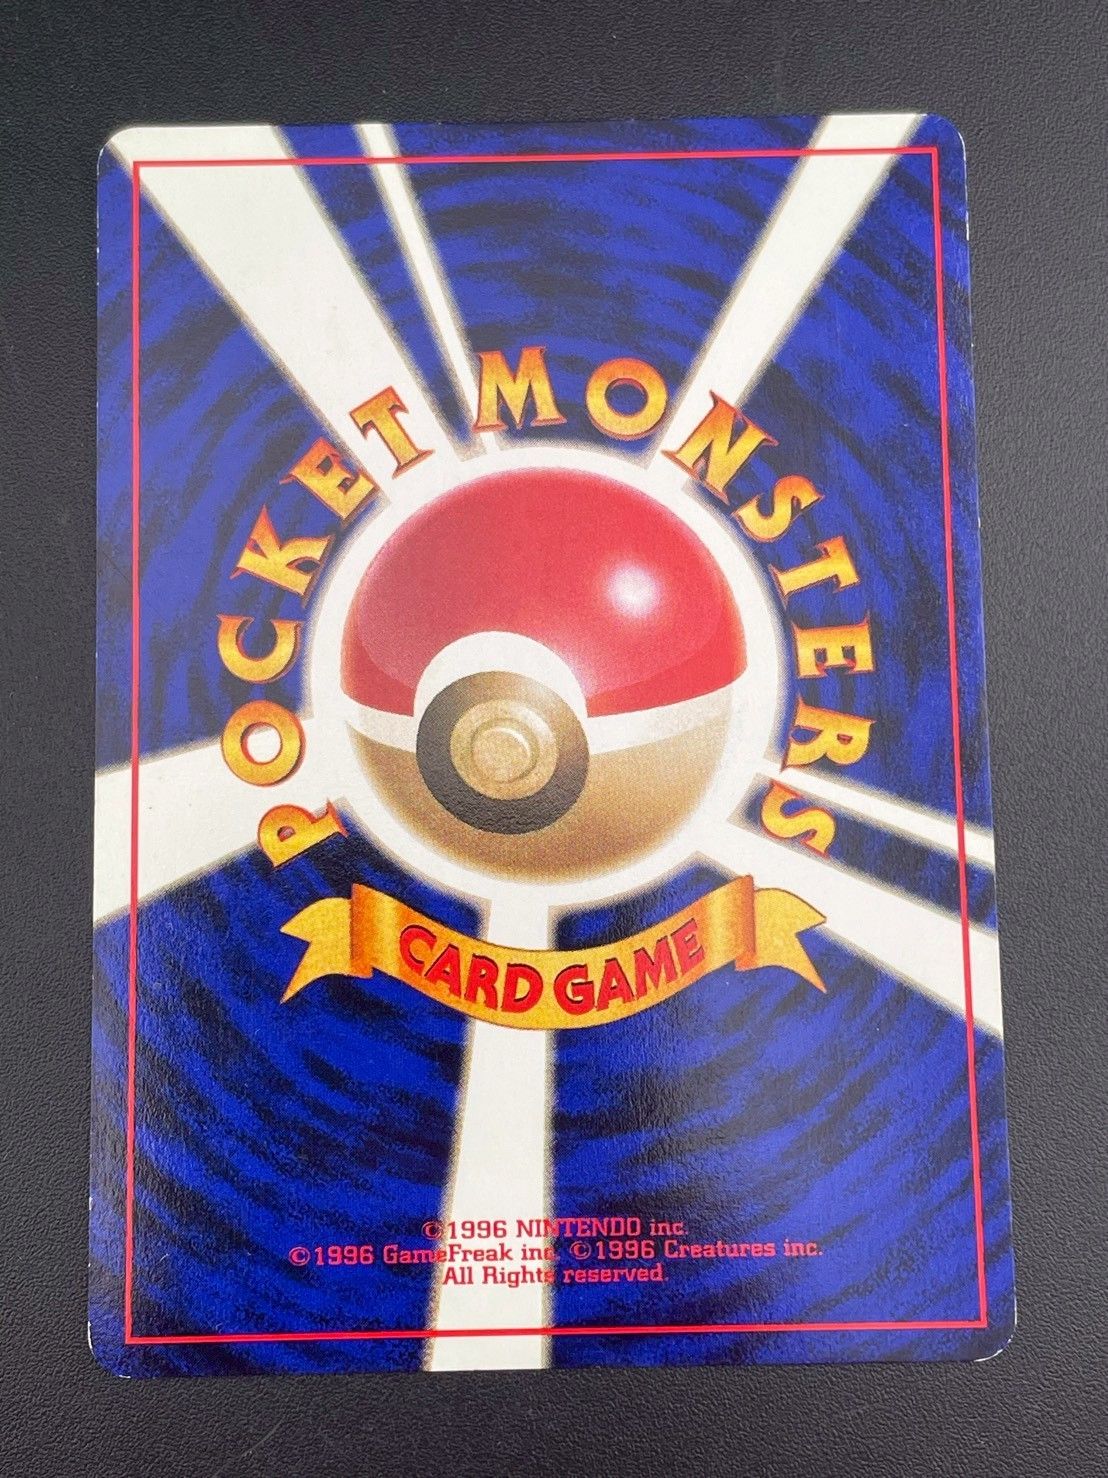 POCKET MONSTERS
CARD GAME
©1996 NINTENDO inc.
©1996 GameFreak inc. ©1996 Creatures inc.
All Rights reserved.